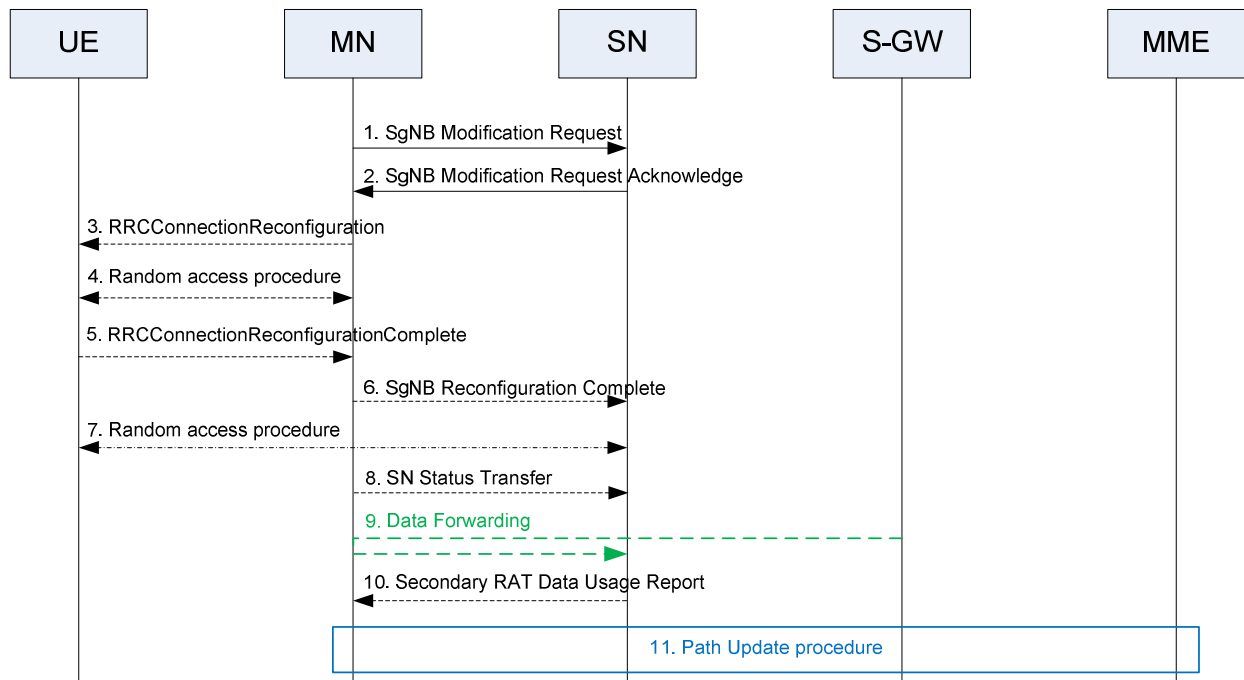 UE
MN
SN
S-GW
MME
1. SgNB Modification Request
2. SgNB Modification Request Acknowledge
3. RRCConnectionReconfiguration
4. Random access procedure
5. RRCConnectionReconfigurationComplete
6. SgNB Reconfiguration Complete
7. Random access procedure
8. SN Status Transfer
9. Data Forwarding
10. Secondary RAT Data Usage Report
11. Path Update procedure